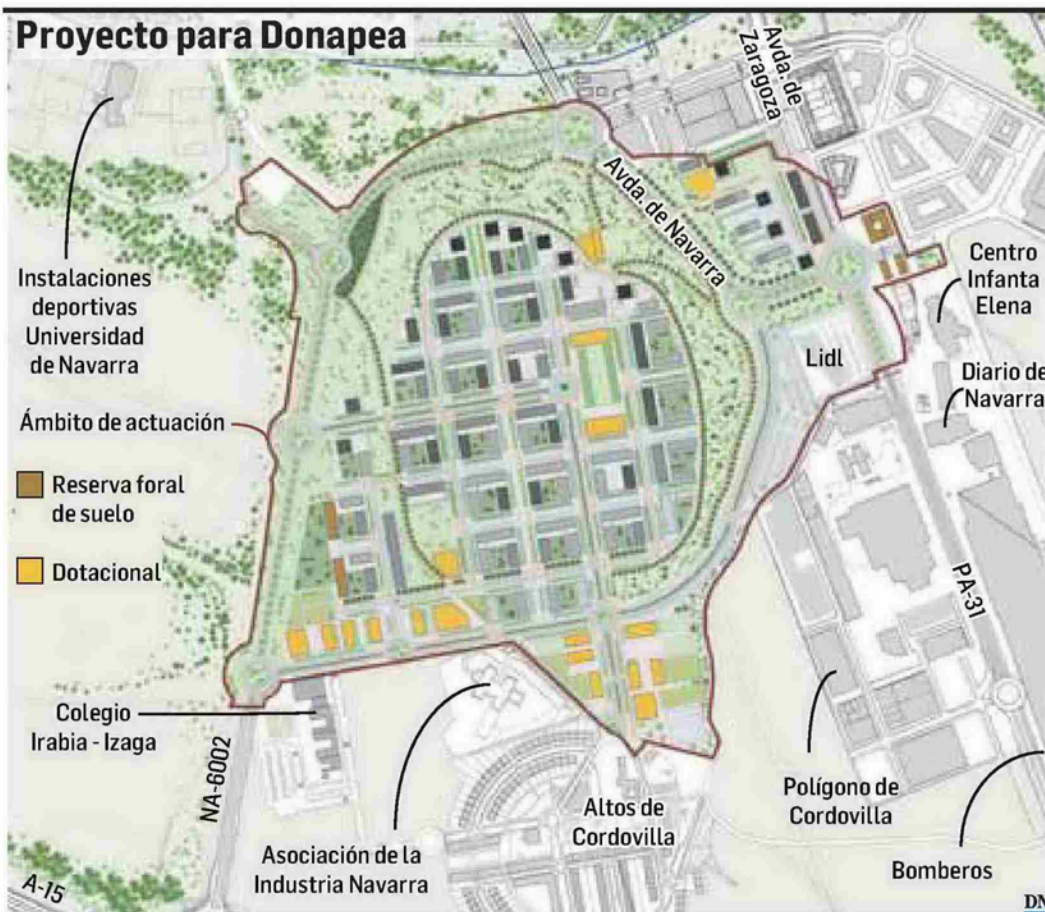 Proyecto para Donapea
Avda. de
Zaragoza
Avda. de Navarra
Instalaciones
deportivas
Universidad
de Navarra
Centro
Infanta
Elena
Lidl
Diario de
Navarra
Ámbito de actuación
Reserva foral
de suelo
Dotacional
PA-31
Colegio
Irabia - Izaga
NA-6002
Asociación de la
Industria Navarra
Altos de
Cordovilla
Polígono de
Cordovilla
Bomberos
A-15
DN